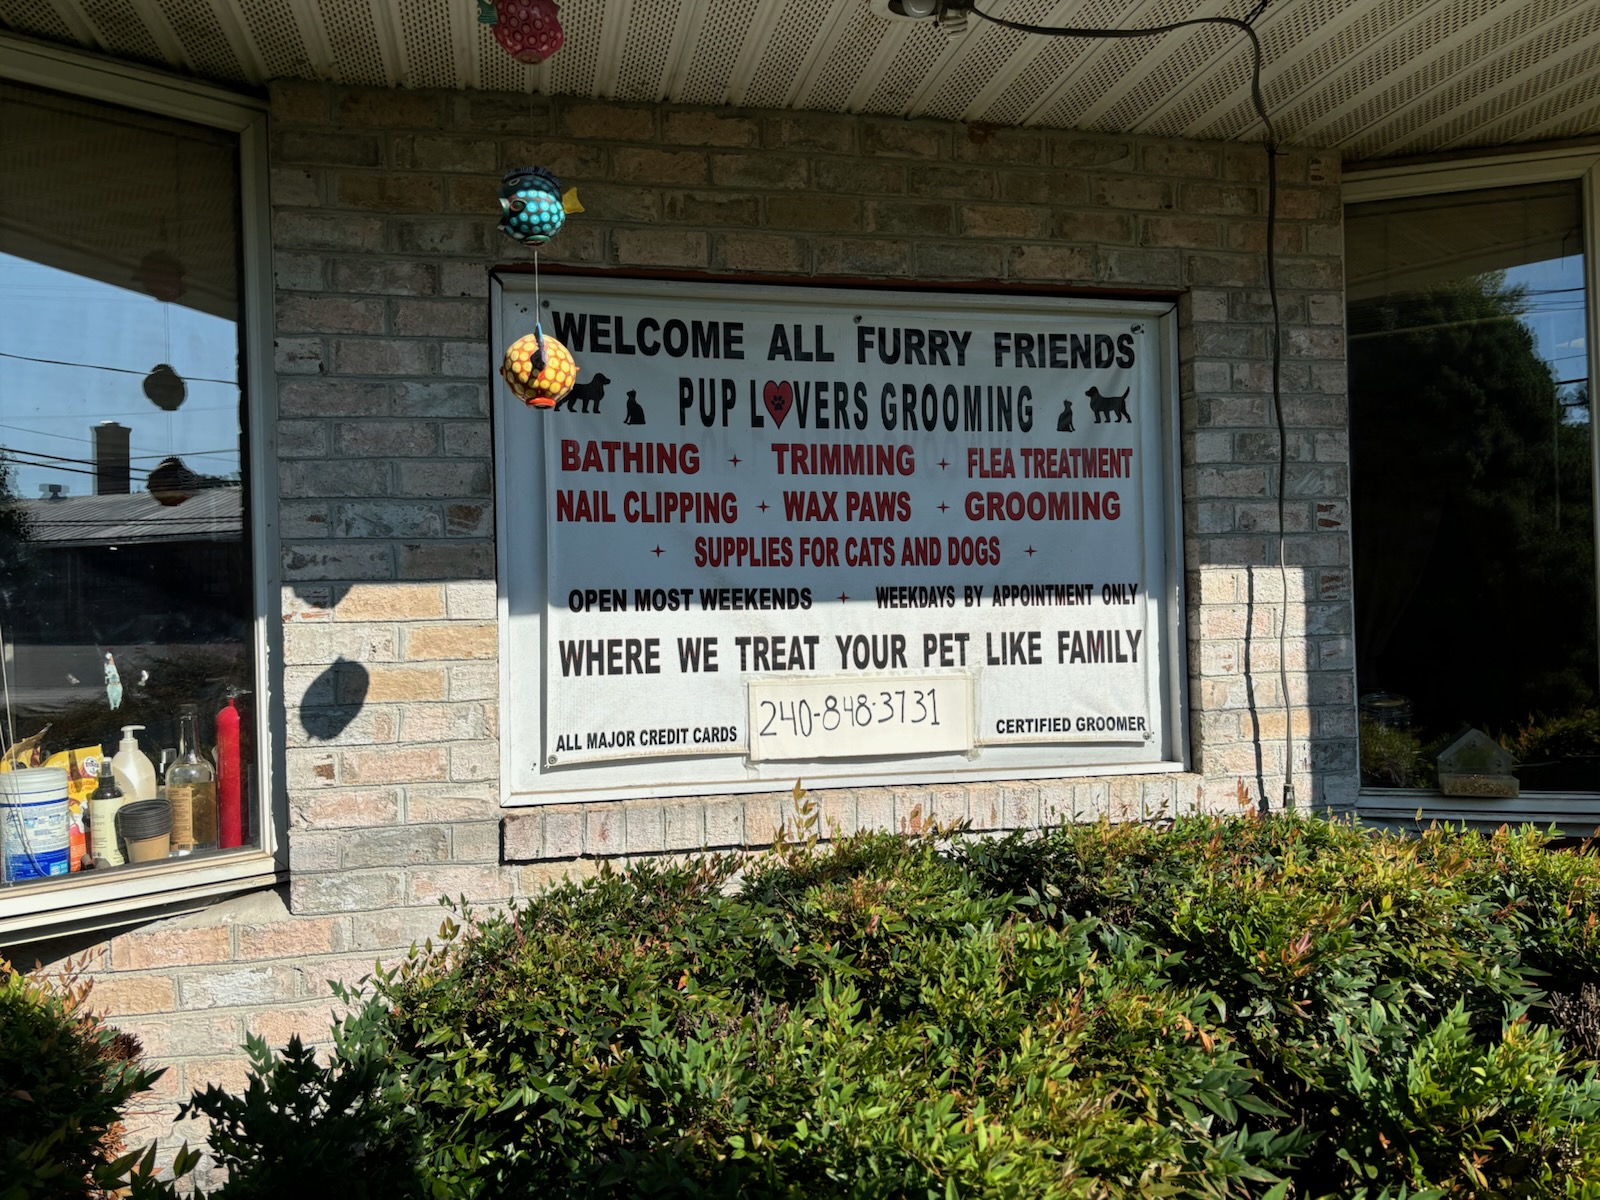 WELCOME ALL FURRY FRIENDS
PUP LOVERS GROOMING
BATHING + TRIMMING + FLEA TREATMENT
NAIL CLIPPING + WAX PAWS + GROOMING
+ SUPPLIES FOR CATS AND DOGS +
OPEN MOST WEEKENDS + WEEKDAYS BY APPOINTMENT ONLY
WHERE WE TREAT YOUR PET LIKE FAMILY
240-848-3731
ALL MAJOR CREDIT CARDS
CERTIFIED GROOMER